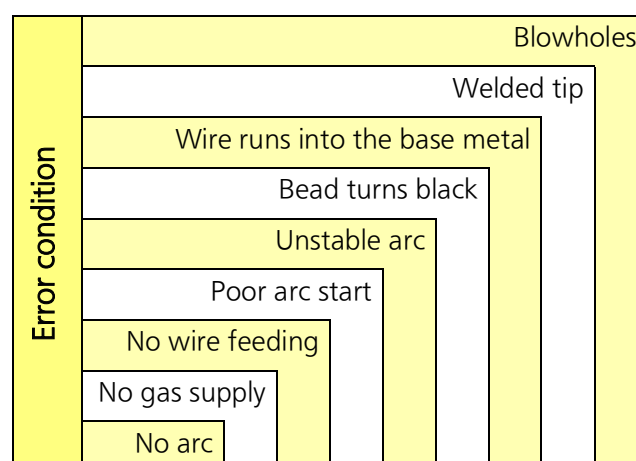 Error condition
Blowholes
Welded tip
Wire runs into the base metal
Bead turns black
Unstable arc
Poor arc start
No wire feeding
No gas supply
No arc